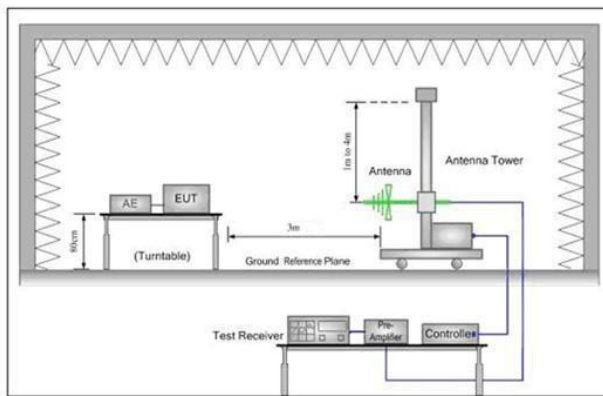 1m to 4m
Antenna
Antenna Tower
AE
EUT
80cm
(Turntable)
3m
Ground Reference Plane
Test Receiver
Pre-
Amplifier
Controller